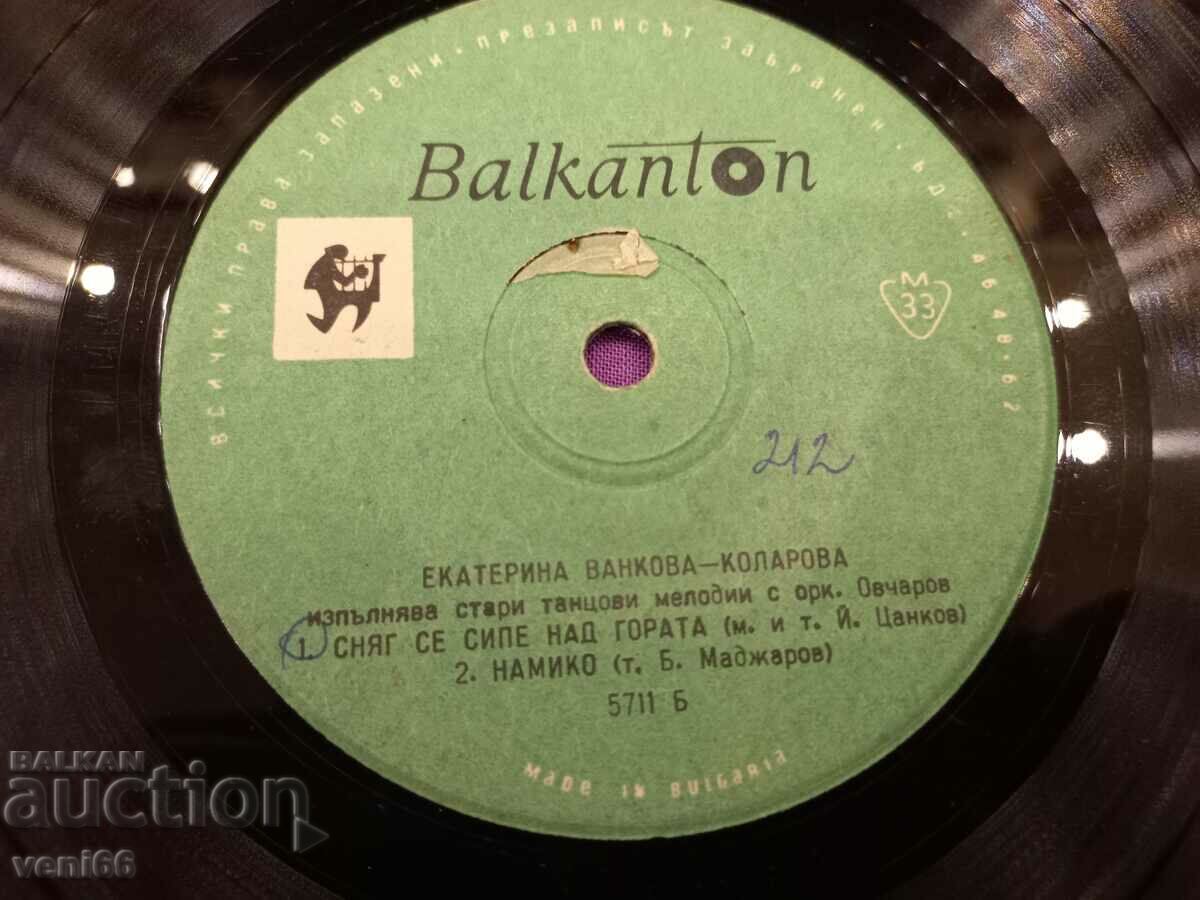 ВСИЧКИ ПРАВА ЗАПАЗЕНИ • ПРЕЗАПИСЪТ ЗАБРАНЕН • БДС • 4648 • 62
Balkanton
М
33
212
ЕКАТЕРИНА ВАНКОВА—КОЛАРОВА
изпълнява стари танцови мелодии с орк. Овчаров
1. СНЯГ СЕ СИПЕ НАД ГОРАТА (м. и т. Й. Цанков)
2. НАМИКО (т. Б. Маджаров)
5711 Б
MADE IN BULGARIA
BALKAN
auction
veni66